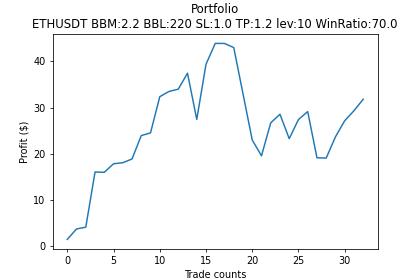 Portfolio
ETHUSDT BBM:2.2 BBL:220 SL:1.0 TP:1.2 lev:10 WinRatio:70.0
40
30
20
10
0
Profit ($)
0 5 10 15 20 25 30
Trade counts